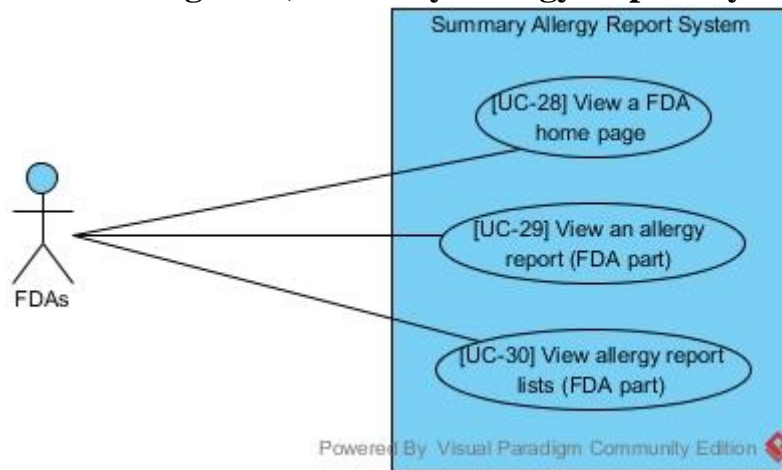 Summary Allergy Report System
[UC-28] View a FDA
home page
[UC-29] View an allergy
report (FDA part)
FDAs
[UC-30] View allergy report
lists (FDA part)
Powered By Visual Paradigm Community Edition